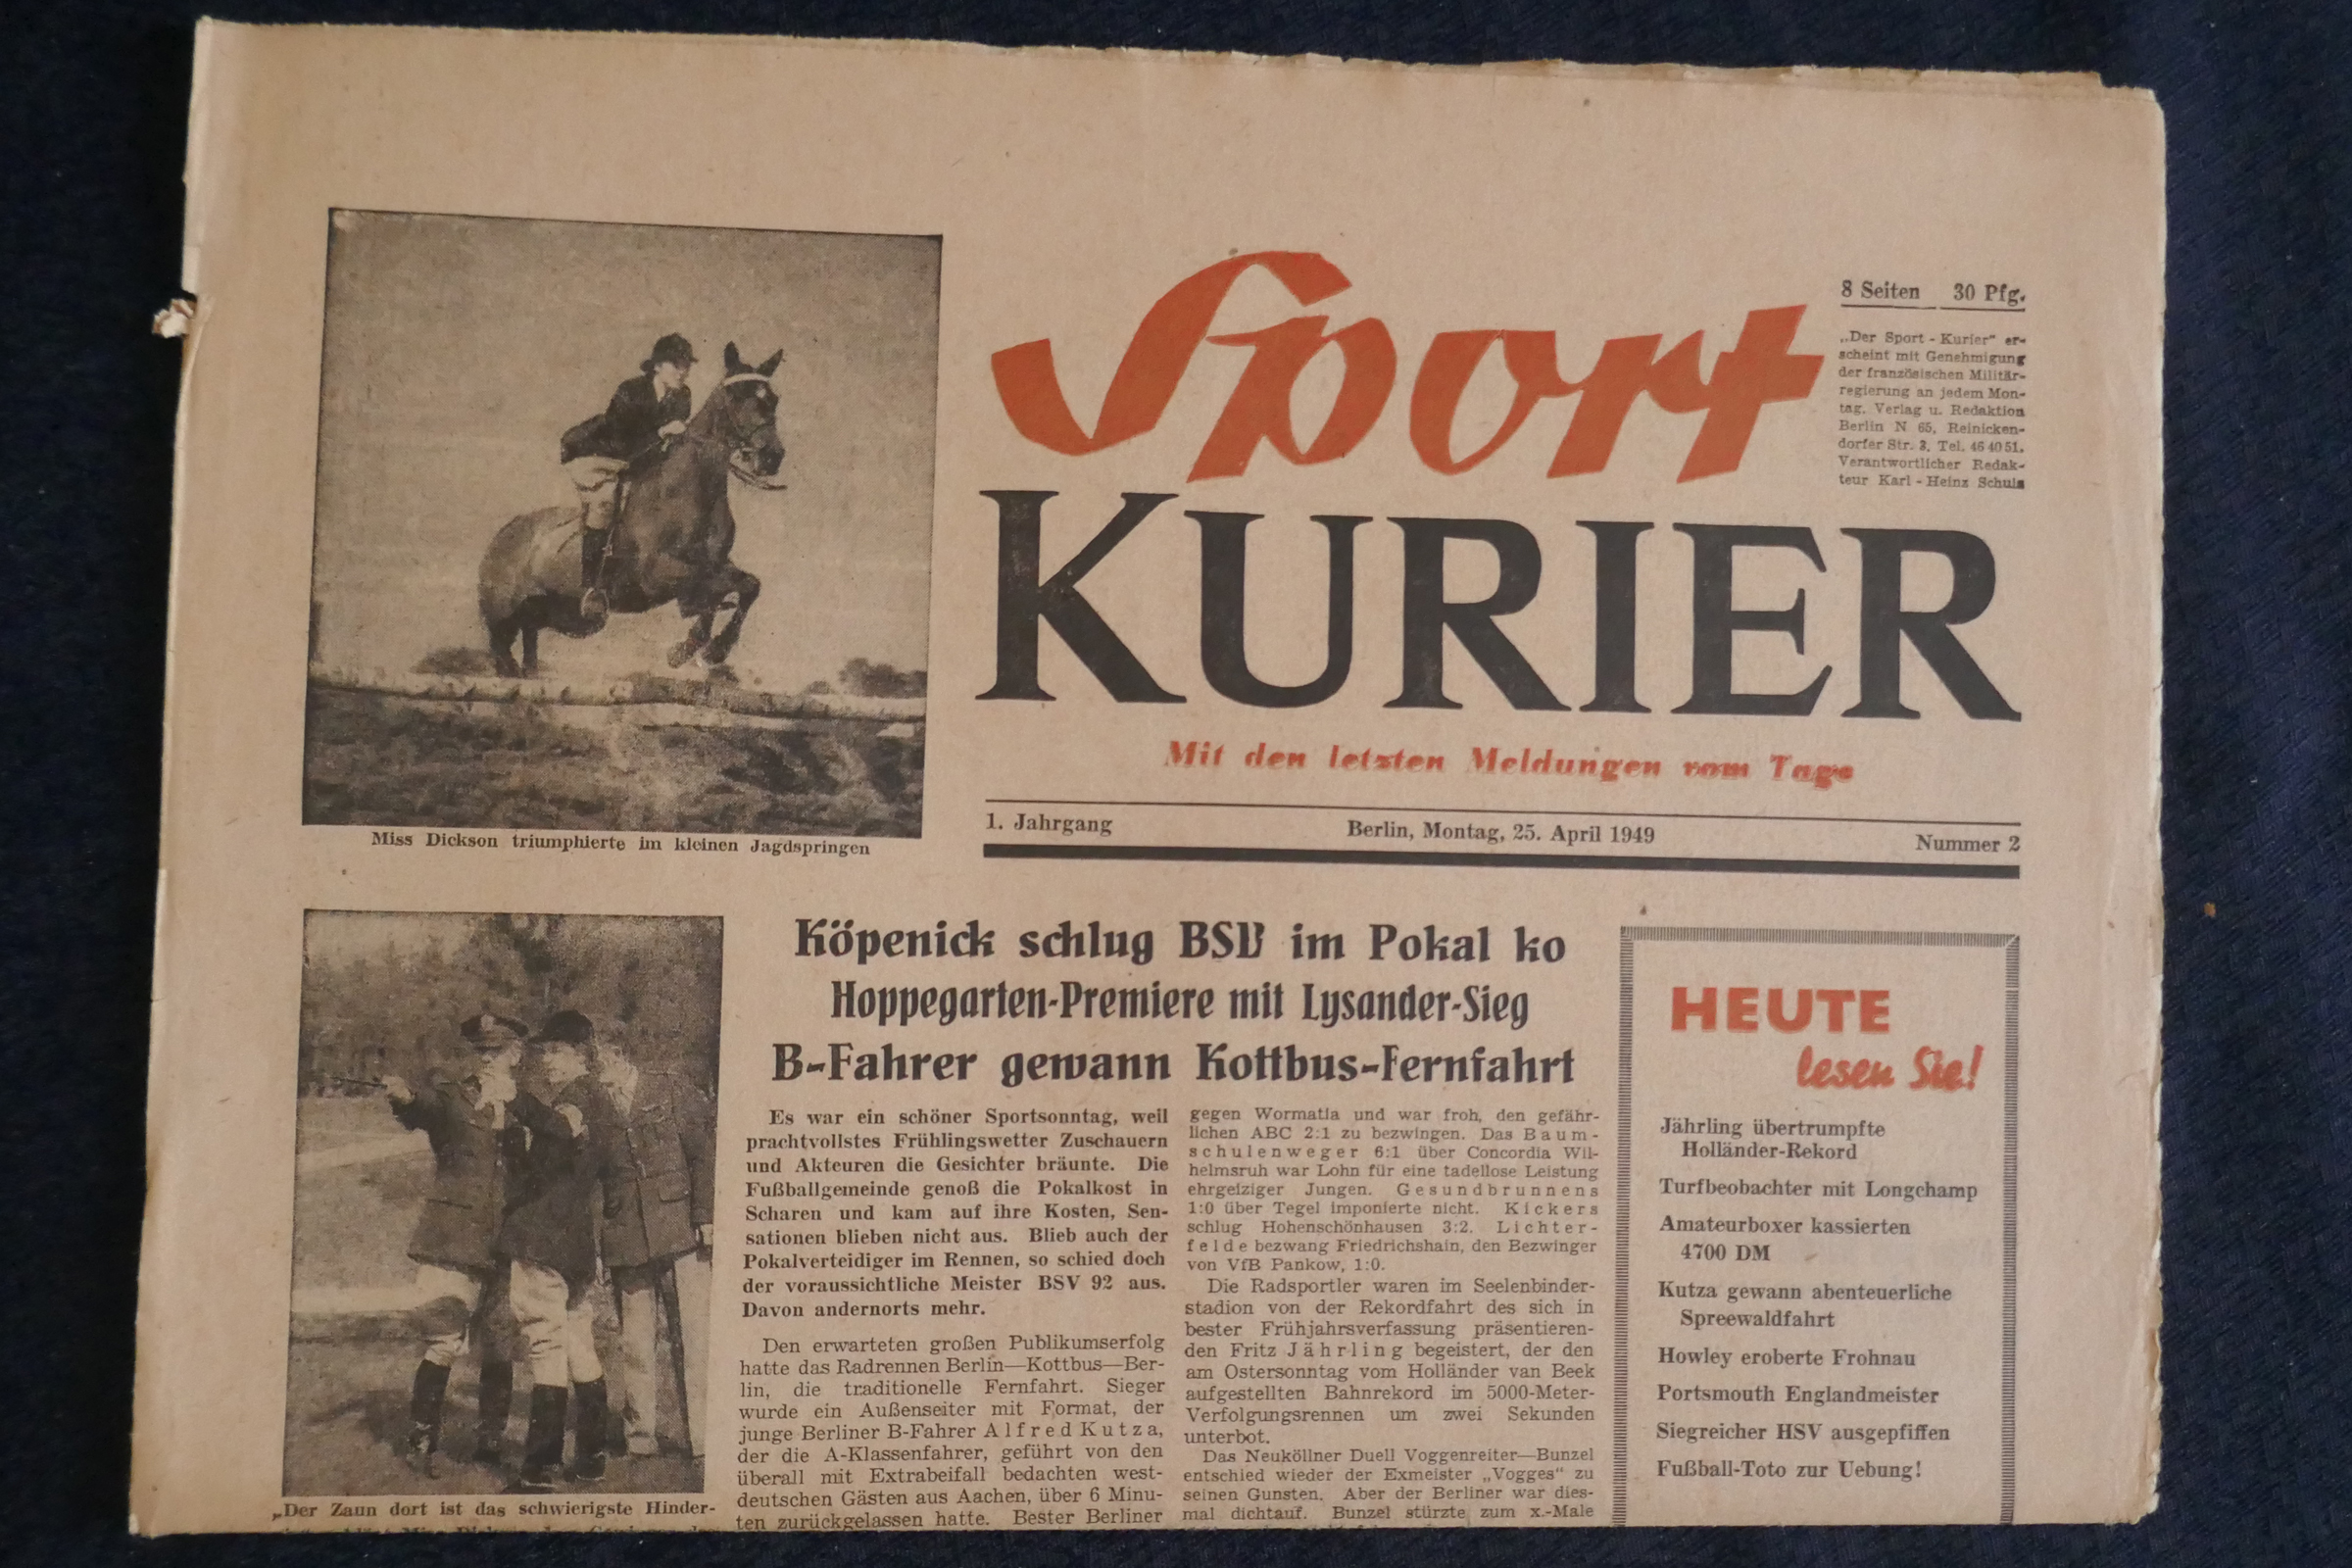 Sport
KURIER
8 Seiten 30 Pfg.
„Der Sport - Kurier“ er-
scheint mit Genehmigung
der französischen Militär-
regierung an jedem Mon-
tag. Verlag u. Redaktion
Berlin N 65, Reinicken-
dorfer Str. 3, Tel. 46 40 51.
Verantwortlicher Redak-
teur Karl - Heinz Schulz
Mit den letzten Meldungen vom Tage
1. Jahrgang Berlin, Montag, 25. April 1949 Nummer 2
Miss Dickson triumphierte im kleinen Jagdspringen
„Der Zaun dort ist das schwierigste Hinder-
Köpenick schlug BSV im Pokal ko
Hoppegarten-Premiere mit Lysander-Sieg
B-Fahrer gewann Kottbus-Fernfahrt
Es war ein schöner Sportsonntag, weil
prachtvollstes Frühlingswetter Zuschauern
und Akteuren die Gesichter bräunte. Die
Fußballgemeinde genoß die Pokalkost in
Scharen und kam auf ihre Kosten, Sen-
sationen blieben nicht aus. Blieb auch der
Pokalverteidiger im Rennen, so schied doch
der voraussichtliche Meister BSV 92 aus.
Davon andernorts mehr.
Den erwarteten großen Publikumserfolg
hatte das Radrennen Berlin—Kottbus—Ber-
lin, die traditionelle Fernfahrt. Sieger
wurde ein Außenseiter mit Format, der
junge Berliner B-Fahrer Alfred Kutza,
der die A-Klassenfahrer, geführt von den
überall mit Extrabeifall bedachten west-
deutschen Gästen aus Aachen, über 6 Minu-
ten zurückgelassen hatte. Bester Berliner
gegen Wormatia und war froh, den gefähr-
lichen ABC 2:1 zu bezwingen. Das Baum-
schulenweger 6:1 über Concordia Wil-
helmsruh war Lohn für eine tadellose Leistung
ehrgeiziger Jungen. Gesundbrunnens
1:0 über Tegel imponierte nicht. Kickers
schlug Hohenschönhausen 3:2. Lichter-
felde bezwang Friedrichshain, den Bezwinger
von VfB Pankow, 1:0.
Die Radsportler waren im Seelenbinder-
stadion von der Rekordfahrt des sich in
bester Frühjahrsverfassung präsentieren-
den Fritz Jährling begeistert, der den
am Ostersonntag vom Holländer van Beek
aufgestellten Bahnrekord im 5000-Meter-
Verfolgungsrennen um zwei Sekunden
unterbot.
Das Neuköllner Duell Voggenreiter—Bunzel
entschied wieder der Exmeister „Vogges“ zu
seinen Gunsten. Aber der Berliner war dies-
mal dichtauf. Bunzel stürzte zum x.-Male
HEUTE
lesen Sie!
Jährling übertrumpfte
Holländer-Rekord
Turfbeobachter mit Longchamp
Amateurboxer kassierten
4700 DM
Kutza gewann abenteuerliche
Spreewaldfahrt
Howley eroberte Frohnau
Portsmouth Englandmeister
Siegreicher HSV ausgepfiffen
Fußball-Toto zur Uebung!